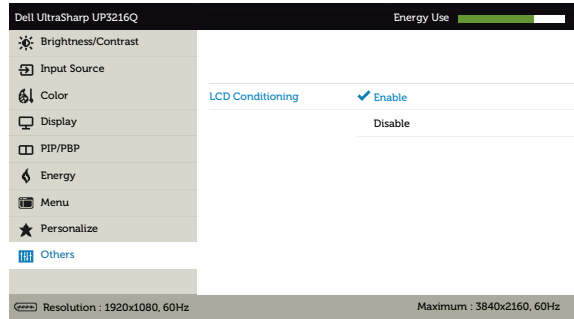 Dell UltraSharp UP3216Q Energy Use
Brightness/Contrast
Input Source
Color
LCD Conditioning Enable
Display
Disable
PIP/PBP
Energy
Menu
Personalize
Others
Resolution : 1920x1080, 60Hz Maximum : 3840x2160, 60Hz